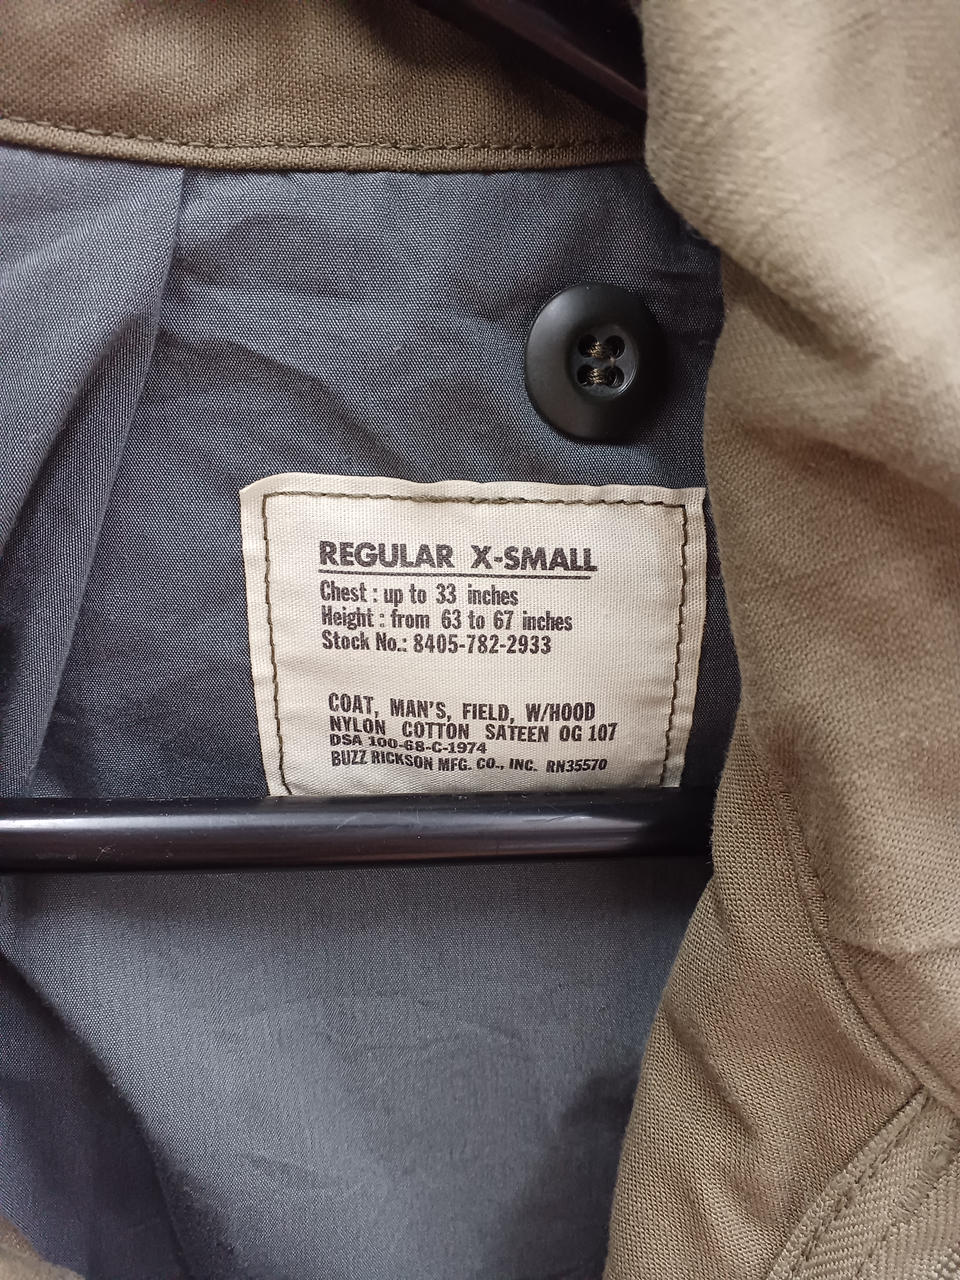 REGULAR X-SMALL
Chest : up to 33 inches
Height : from 63 to 67 inches
Stock No.: 8405-782-2933
COAT, MAN'S, FIELD, W/HOOD
NYLON COTTON SATEEN OG 107
DSA 100-68-C-1974
BUZZ RICKSON MFG. CO., INC. RN35570